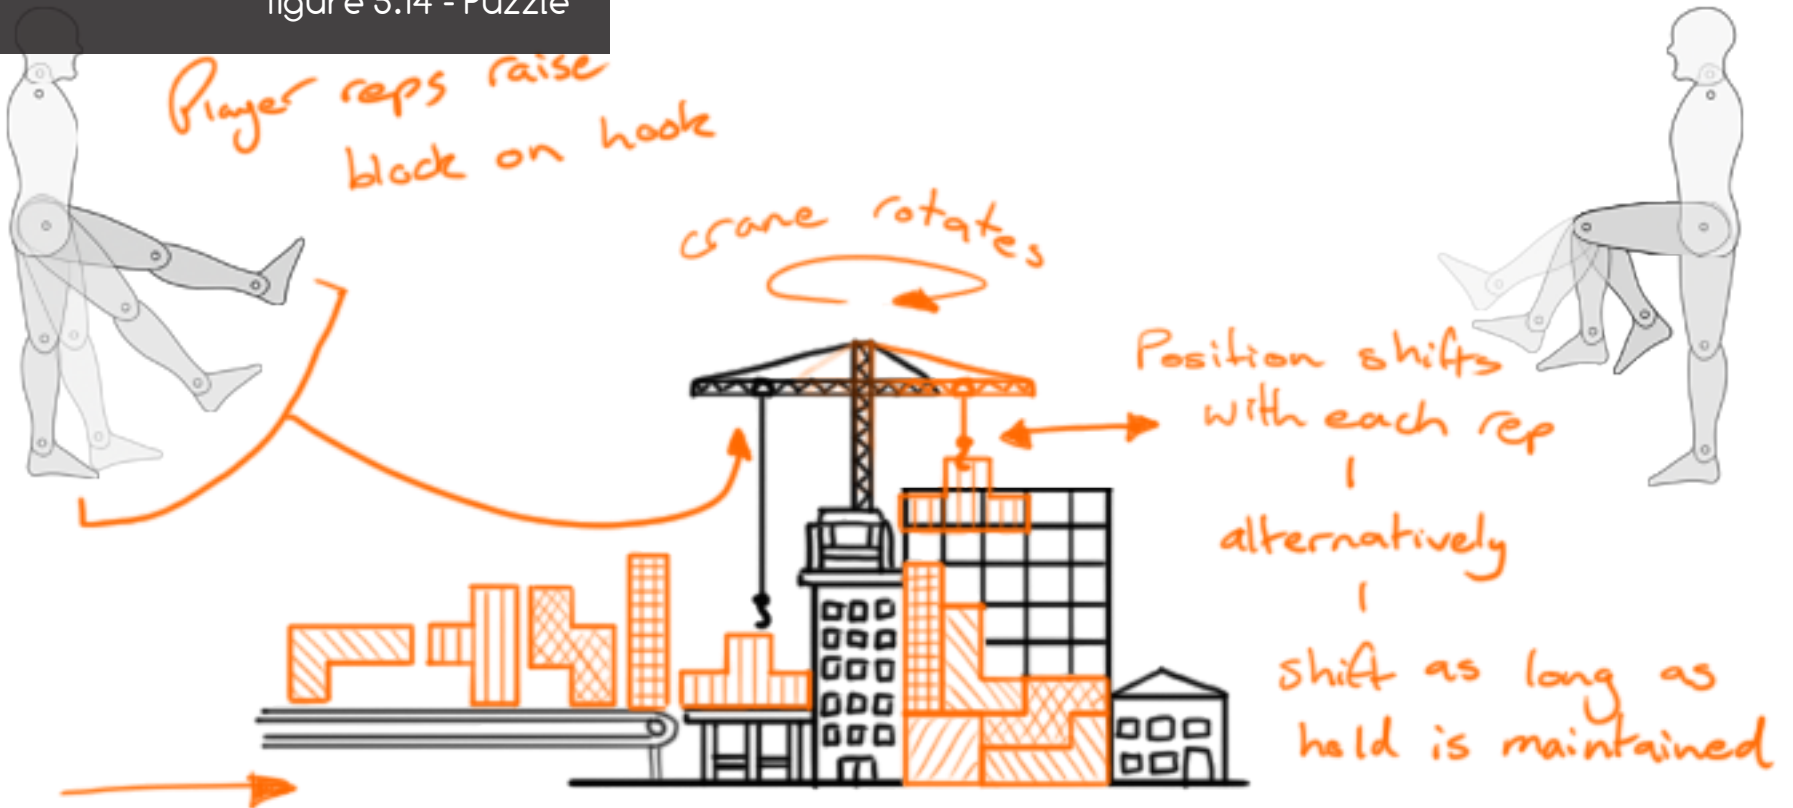 figure 5.14 - Puzzle
Player reps raise
block on hook
crane rotates
Position shifts
with each rep
alternatively
shift as long as
hold is maintained